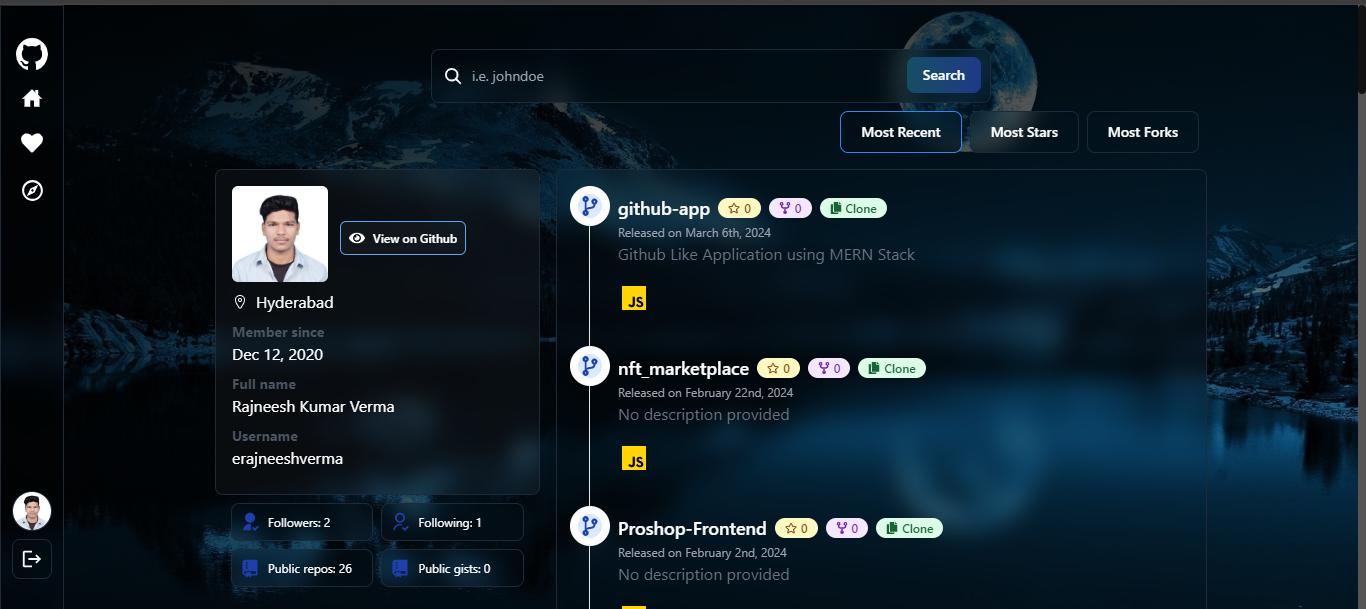 i.e. johndoe
Search
Most Recent
Most Stars
Most Forks
View on Github
Hyderabad
Member since
Dec 12, 2020
Full name
Rajneesh Kumar Verma
Username
erajneeshverma
Followers: 2
Following: 1
Public repos: 26
Public gists: 0
github-app 0 0 Clone
Released on March 6th, 2024
Github Like Application using MERN Stack
JS
nft_marketplace 0 0 Clone
Released on February 22nd, 2024
No description provided
JS
Proshop-Frontend 0 0 Clone
Released on February 2nd, 2024
No description provided